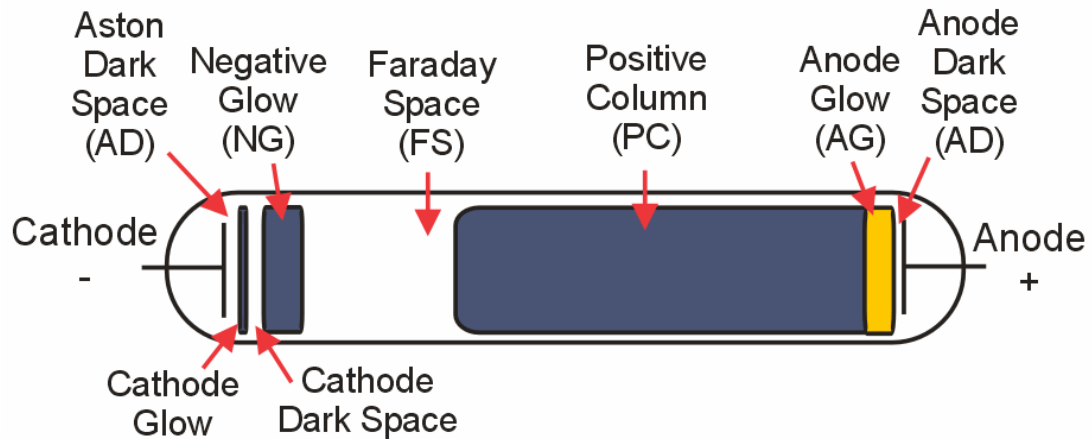 Aston
Dark
Space
(AD)
Negative
Glow
(NG)
Faraday
Space
(FS)
Positive
Column
(PC)
Anode
Glow
(AG)
Anode
Dark
Space
(AD)
Cathode
-
Anode
+
Cathode
Glow
Cathode
Dark Space